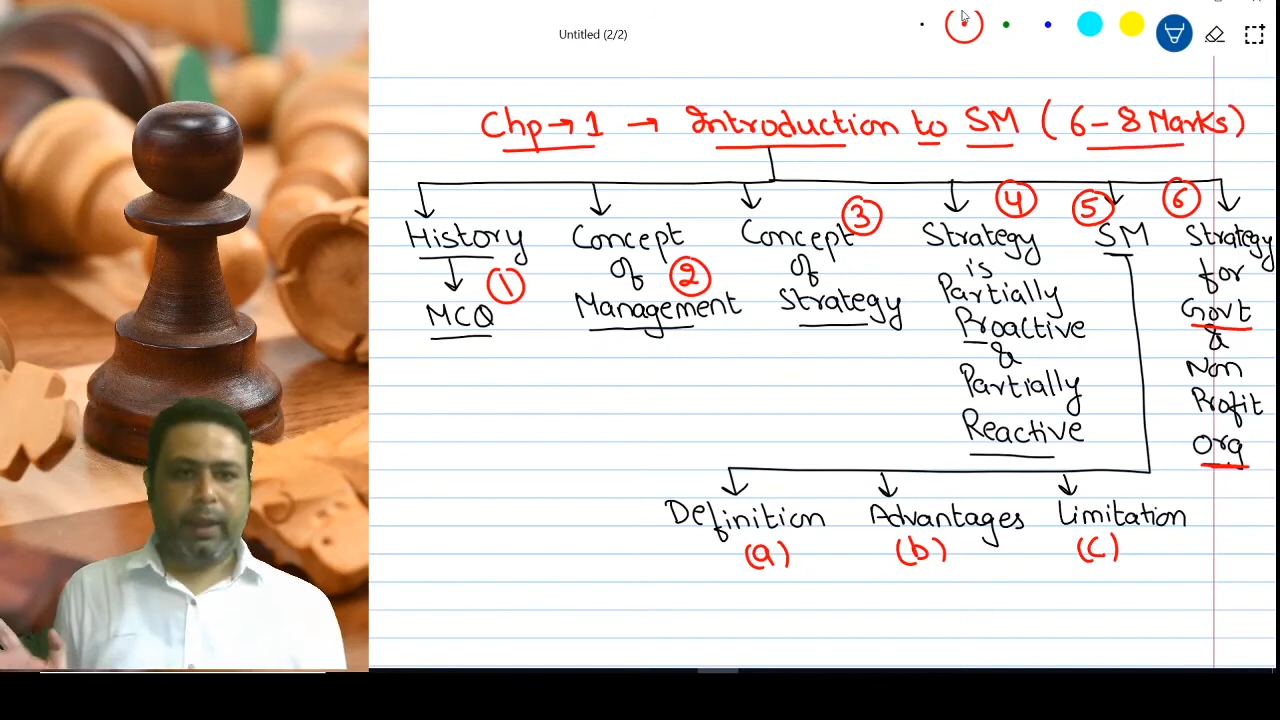 Untitled (2/2)
Chp → 1 → Introduction to SM ( 6 - 8 Marks )
History
↓
MCQ
①
Concept
of
Management
②
Concept
of
Strategy
③
Strategy
is
Partially
Proactive
&
Partially
Reactive
④
SM
⑤
Strategy
for
Govt
&
Non
Profit
Org
⑥
Definition
(a)
Advantages
(b)
Limitation
(c)